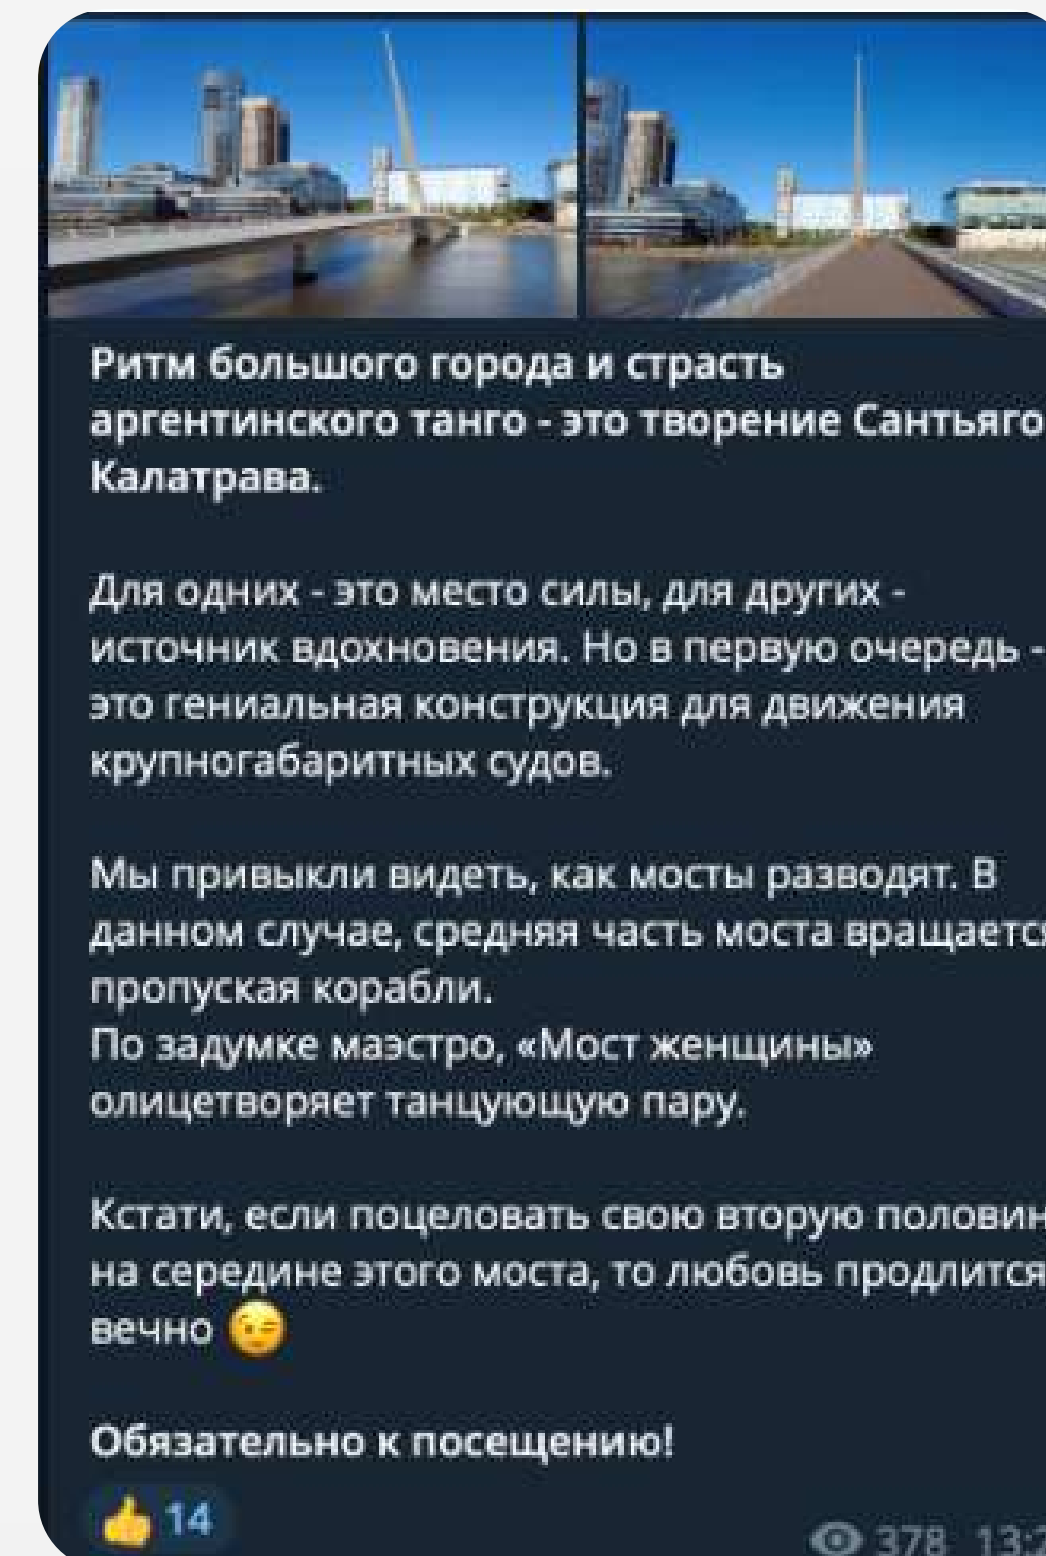 Ритм большого города и страсть
аргентинского танго - это творение Сантьяго
Калатрава.
Для одних - это место силы, для других -
источник вдохновения. Но в первую очередь -
это гениальная конструкция для движения
крупногабаритных судов.
Мы привыкли видеть, как мосты разводят. В
данном случае, средняя часть моста
пропуская корабли.
По задумке маэстро, «Мост женщины»
олицетворяет танцующую пару.
Кстати, если поцеловать свою вторую
на середине этого моста, то любовь продлится
вечно 😉
Обязательно к посещению!
👍 14
378